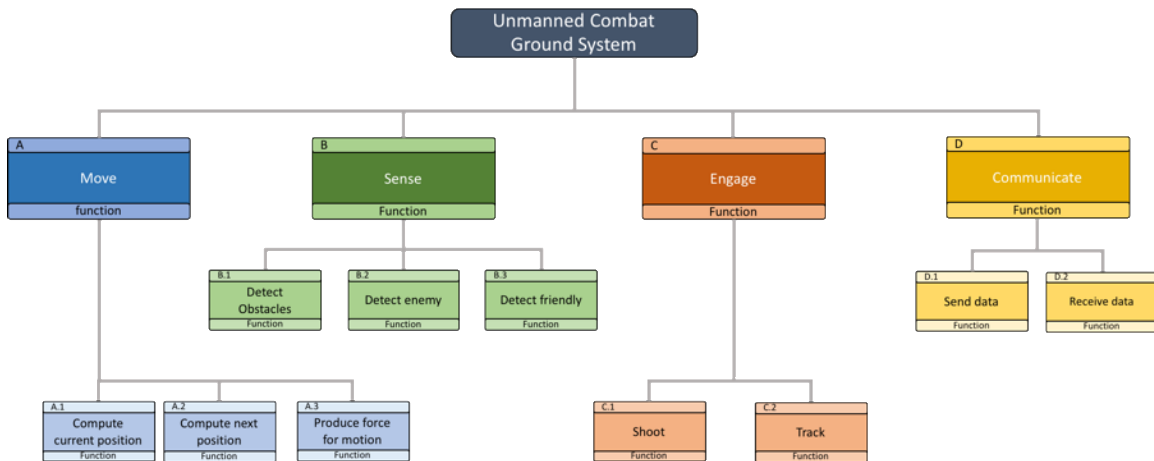 Unmanned Combat
Ground System
A
Move
function
B
Sense
Function
C
Engage
Function
D
Communicate
Function
B.1
Detect
Obstacles
Function
B.2
Detect enemy
Function
B.3
Detect friendly
Function
D.1
Send data
Function
D.2
Receive data
Function
A.1
Compute
current position
Function
A.2
Compute next
position
Function
A.3
Produce force
for motion
Function
C.1
Shoot
Function
C.2
Track
Function